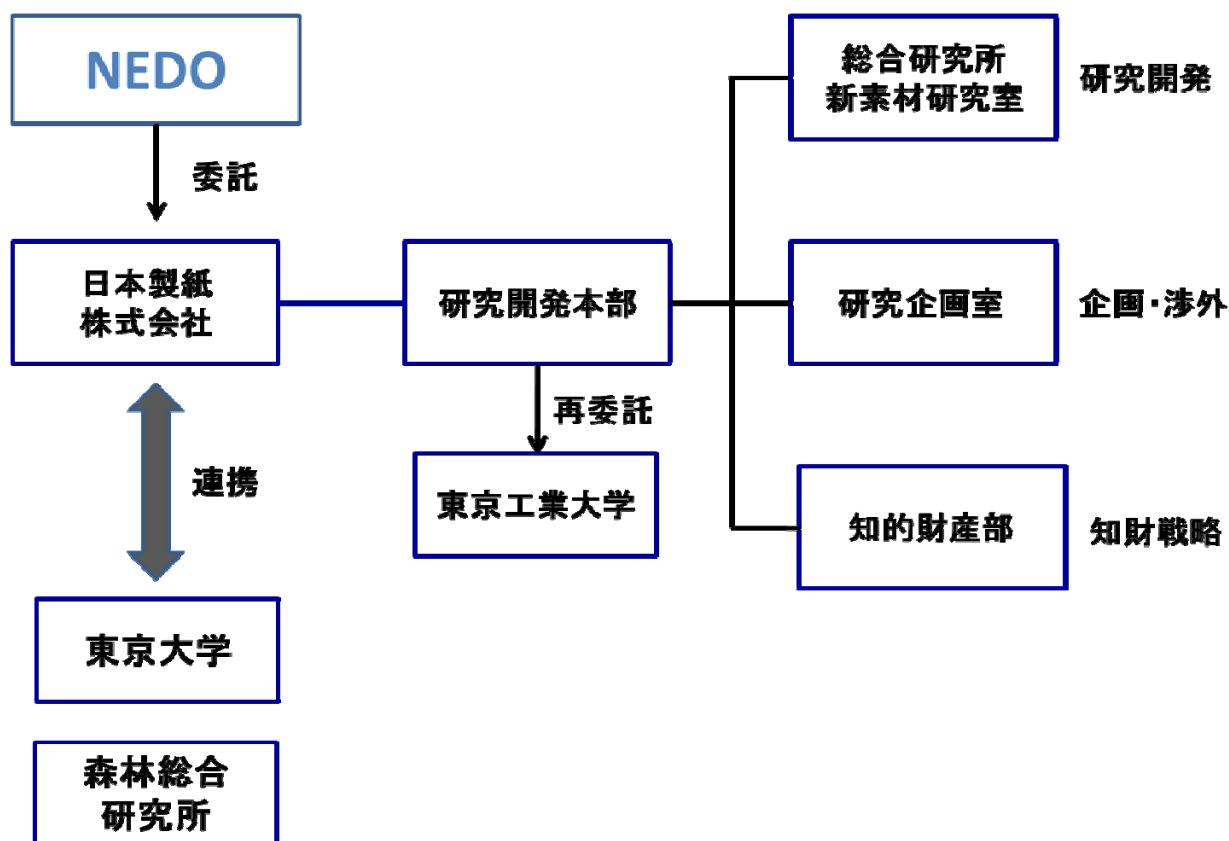 NEDO
委託
日本製紙
株式会社
連携
東京大学
森林総合
研究所
研究開発本部
再委託
東京工業大学
総合研究所
新素材研究室
研究開発
研究企画室
企画・渉外
知的財産部
知財戦略